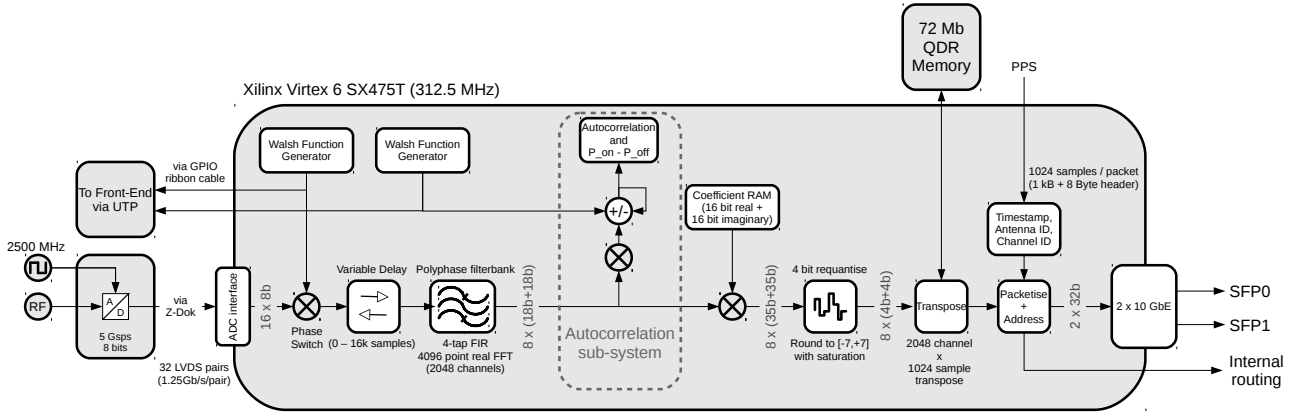 72 Mb
QDR
Memory
PPS
Xilinx Virtex 6 SX475T (312.5 MHz)
Walsh Function
Generator
Walsh Function
Generator
Autocorrelation
and
P_on - P_off
via GPIO
ribbon cable
To Front-End
via UTP
1024 samples / packet
(1 kB + 8 Byte header)
Coefficient RAM
(16 bit real +
16 bit imaginary)
+/-
Timestamp,
Antenna ID,
Channel ID
2500 MHz
RF
A
D
5 Gsps
8 bits
via
Z-Dok
32 LVDS pairs
(1.25Gb/s/pair)
ADC interface
16 x 8b
Phase
Switch
Variable Delay
(0 – 16k samples)
Polyphase filterbank
4-tap FIR
4096 point real FFT
(2048 channels)
8 x (18b+18b)
Autocorrelation
sub-system
8 x (35b+35b)
4 bit requantise
Round to [-7,+7]
with saturation
8 x (4b+4b)
Transpose
2048 channel
x
1024 sample
transpose
Packetise
+
Address
2 x 32b
2 x 10 GbE
SFP0
SFP1
Internal
routing